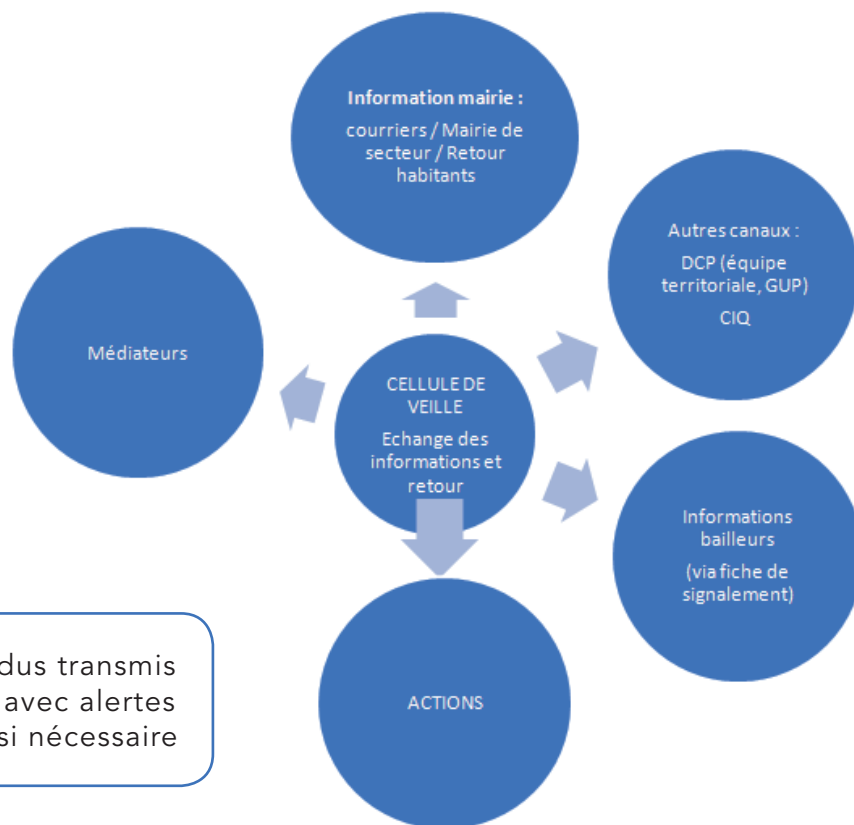 Information mairie :
courriers / Mairie de
secteur / Retour
habitants
Autres canaux :
DCP (équipe
territoriale, GUP)
CIQ
Médiateurs
CELLULE DE
VEILLE
Echange des
informations et
retour
Informations
bailleurs
(via fiche de
signalement)
ACTIONS
dus transmis
avec alertes
si nécessaire